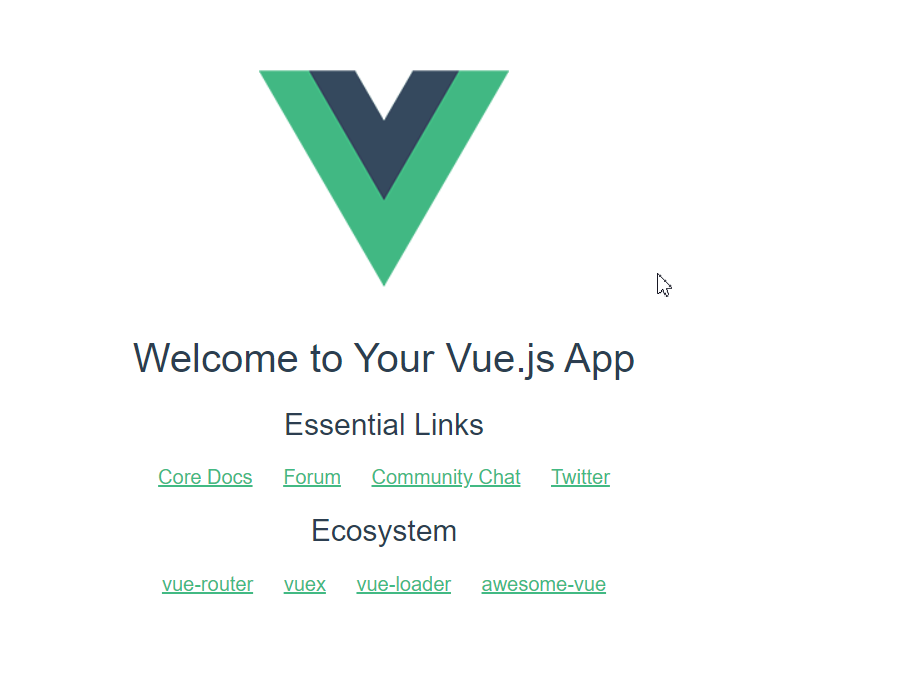 Welcome to Your Vue.js App
Essential Links
Core Docs Forum Community Chat Twitter
Ecosystem
vue-router vuex vue-loader awesome-vue